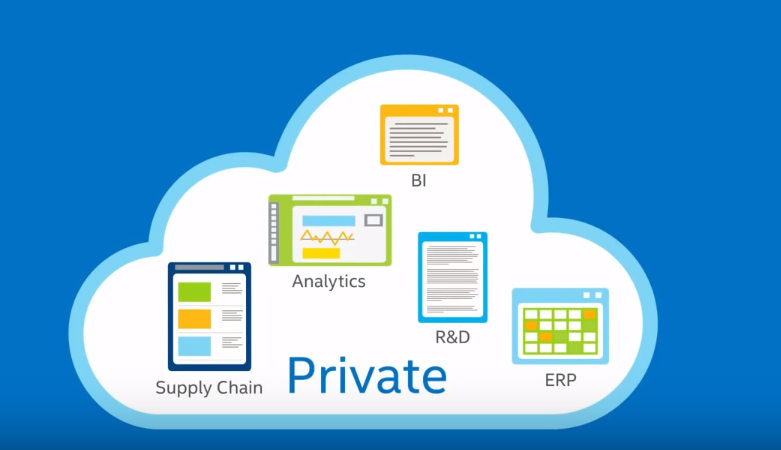 BI
Analytics
R&D
ERP
Supply Chain
Private